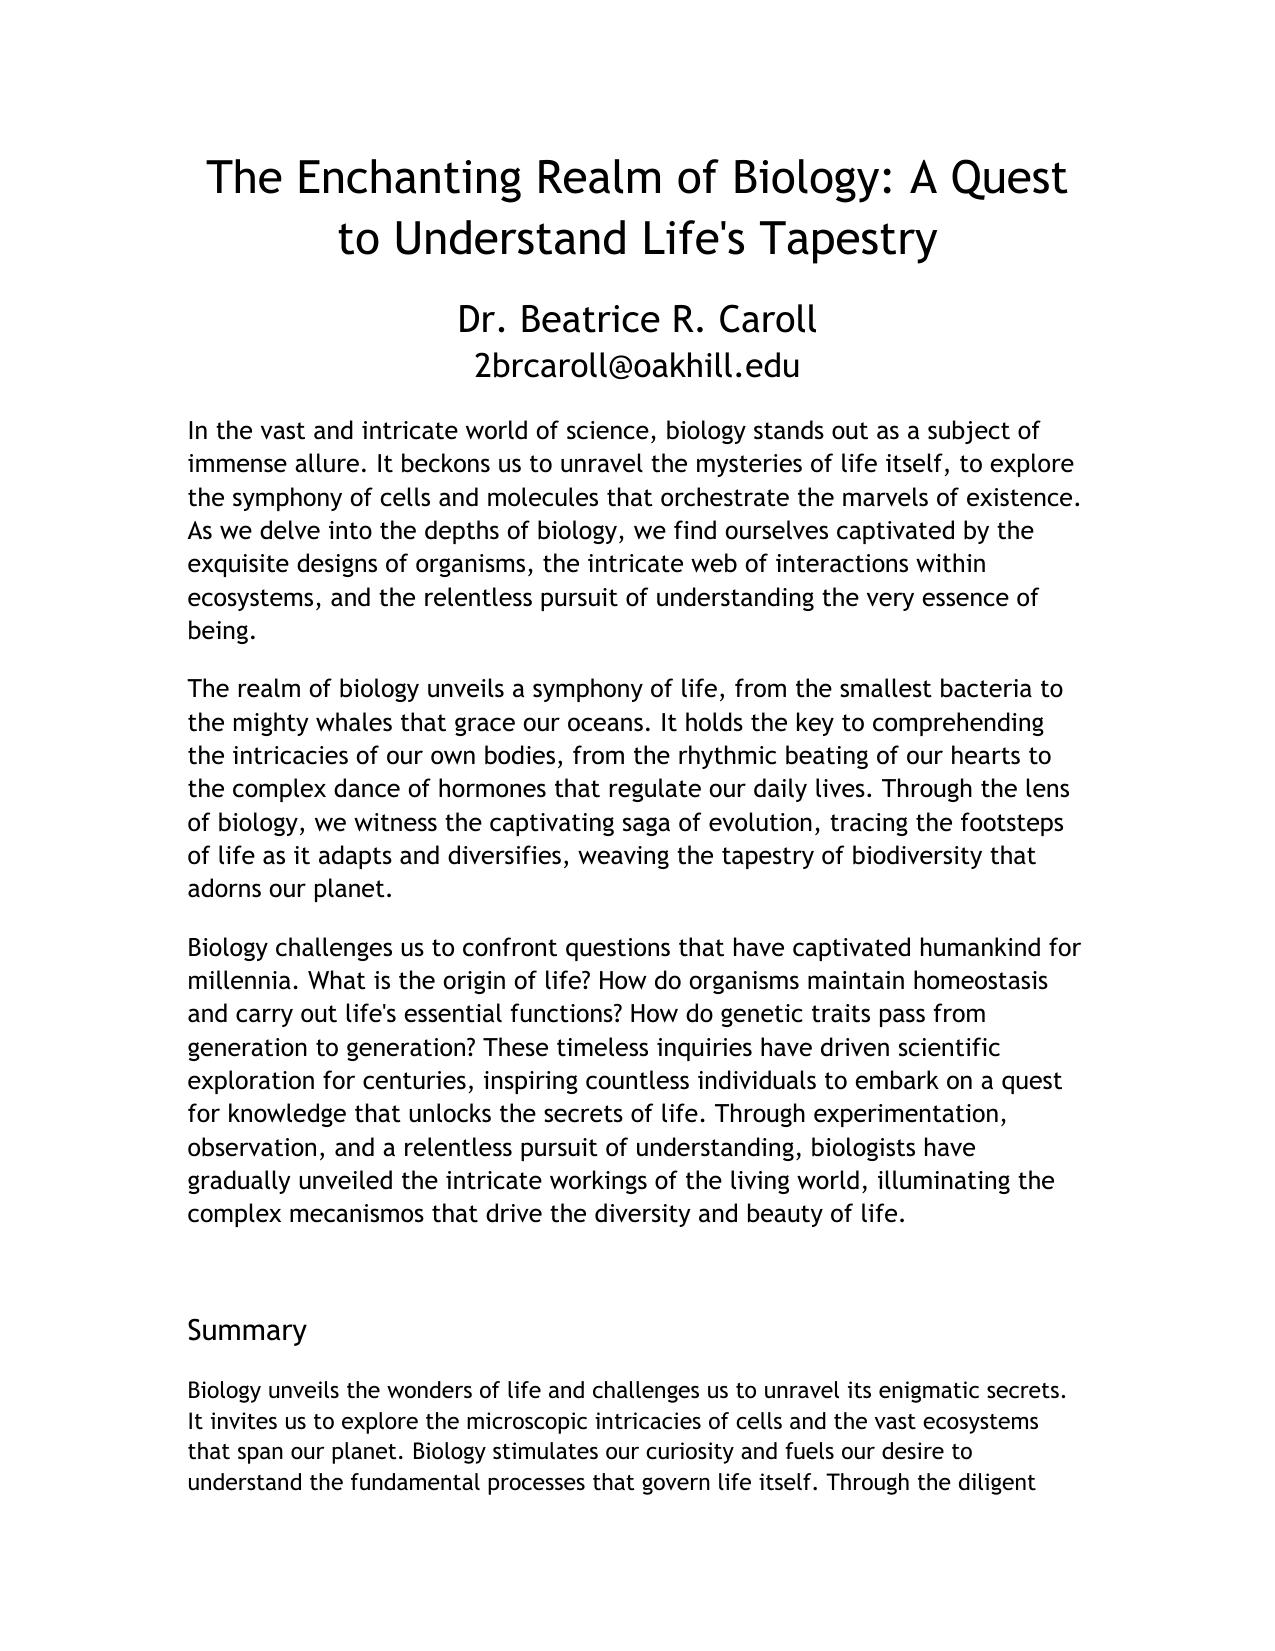 The Enchanting Realm of Biology: A Quest
to Understand Life's Tapestry
Dr. Beatrice R. Caroll
2brcaroll@oakhill.edu
In the vast and intricate world of science, biology stands out as a subject of
immense allure. It beckons us to unravel the mysteries of life itself, to explore
the symphony of cells and molecules that orchestrate the marvels of existence.
As we delve into the depths of biology, we find ourselves captivated by the
exquisite designs of organisms, the intricate web of interactions within
ecosystems, and the relentless pursuit of understanding the very essence of
being.
The realm of biology unveils a symphony of life, from the smallest bacteria to
the mighty whales that grace our oceans. It holds the key to comprehending
the intricacies of our own bodies, from the rhythmic beating of our hearts to
the complex dance of hormones that regulate our daily lives. Through the lens
of biology, we witness the captivating saga of evolution, tracing the footsteps
of life as it adapts and diversifies, weaving the tapestry of biodiversity that
adorns our planet.
Biology challenges us to confront questions that have captivated humankind for
millennia. What is the origin of life? How do organisms maintain homeostasis
and carry out life's essential functions? How do genetic traits pass from
generation to generation? These timeless inquiries have driven scientific
exploration for centuries, inspiring countless individuals to embark on a quest
for knowledge that unlocks the secrets of life. Through experimentation,
observation, and a relentless pursuit of understanding, biologists have
gradually unveiled the intricate workings of the living world, illuminating the
complex mecanismos that drive the diversity and beauty of life.
Summary
Biology unveils the wonders of life and challenges us to unravel its enigmatic secrets.
It invites us to explore the microscopic intricacies of cells and the vast ecosystems
that span our planet. Biology stimulates our curiosity and fuels our desire to
understand the fundamental processes that govern life itself. Through the diligent